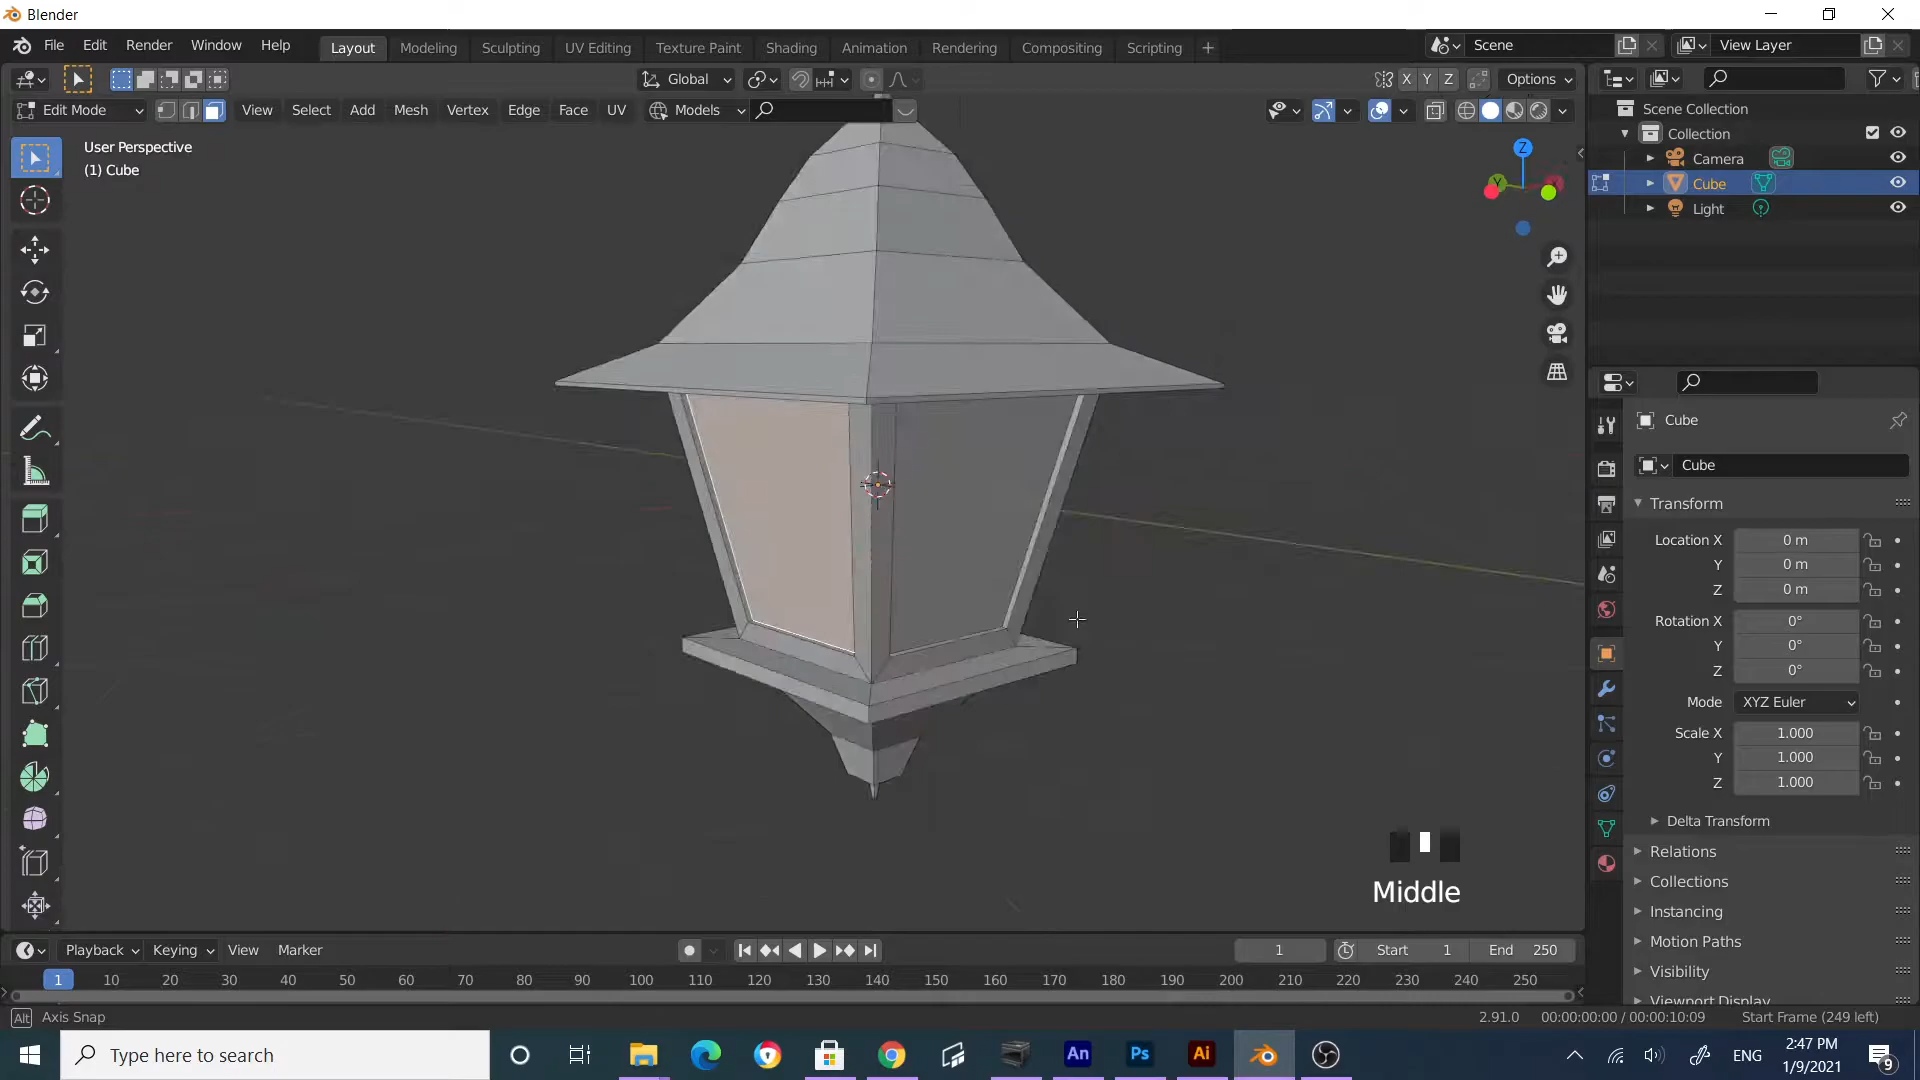 Blender
File Edit Render Window Help Layout Modeling Sculpting UV Editing Texture Paint Shading Animation Rendering Compositing Scripting + Scene View Layer
Global X Y Z Options
Edit Mode View Select Add Mesh Vertex Edge Face UV Models
User Perspective
(1) Cube
Z
Y
Scene Collection
Collection
Camera
Cube
Light
Cube
Cube
Transform
Location X 0 m
Y 0 m
Z 0 m
Rotation X 0°
Y 0°
Z 0°
Mode XYZ Euler
Scale X 1.000
Y 1.000
Z 1.000
Delta Transform
Relations
Collections
Instancing
Motion Paths
Visibility
Viewport Display
Middle
Playback Keying View Marker 1 Start 1 End 250
1 10 20 30 40 50 60 70 80 90 100 110 120 130 140 150 160 170 180 190 200 210 220 230 240 250
Alt Axis Snap 2.91.0 00:00:00:00 / 00:00:10:09 Start Frame (249 left)
Type here to search An Ps Ai ENG 2:47 PM
1/9/2021 9